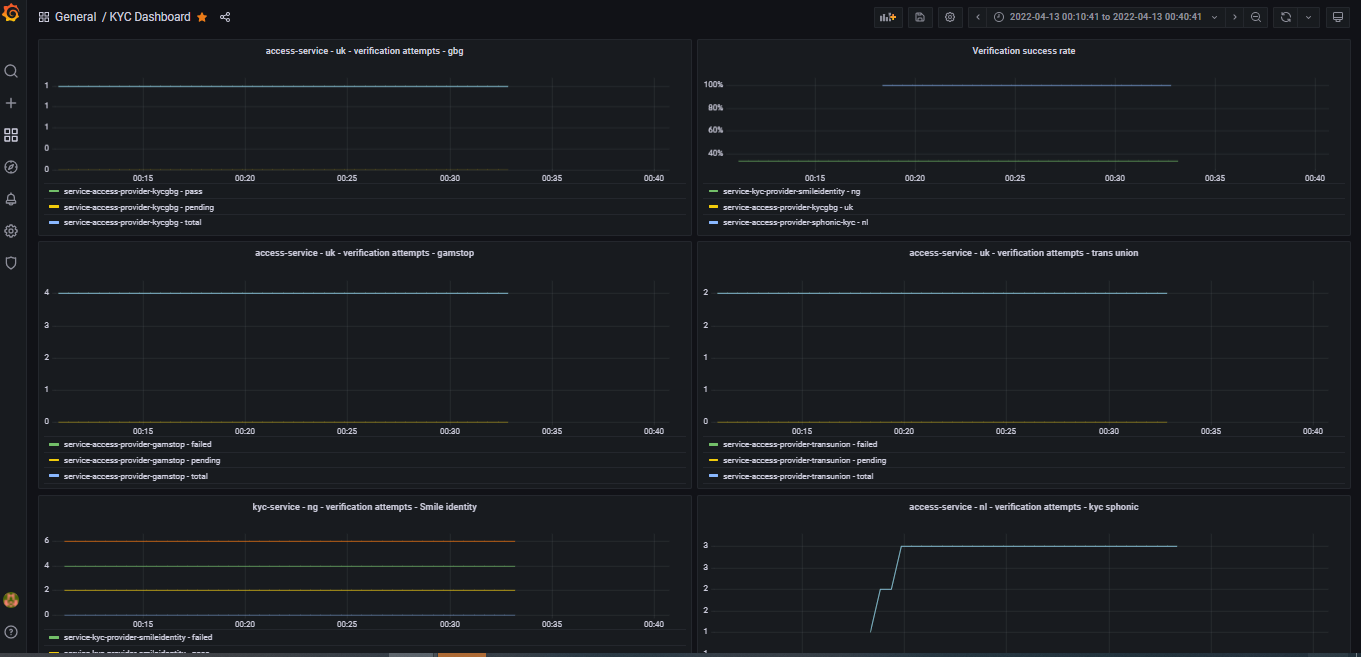 General / KYC Dashboard
2022-04-13 00:10:41 to 2022-04-13 00:40:41
access-service - uk - verification attempts - gbg
1
1
1
0
0
00:15 00:20 00:25 00:30 00:35 00:40
service-access-provider-kycgbg - pass
service-access-provider-kycgbg - pending
service-access-provider-kycgbg - total
Verification success rate
100%
80%
60%
40%
00:15 00:20 00:25 00:30 00:35 00:40
service-kyc-provider-smileidentity - ng
service-access-provider-kycgbg - uk
service-access-provider-sphonic-kyc - nl
access-service - uk - verification attempts - gamstop
4
3
2
1
0
00:15 00:20 00:25 00:30 00:35 00:40
service-access-provider-gamstop - failed
service-access-provider-gamstop - pending
service-access-provider-gamstop - total
access-service - uk - verification attempts - trans union
2
2
1
1
0
00:15 00:20 00:25 00:30 00:35 00:40
service-access-provider-transunion - failed
service-access-provider-transunion - pending
service-access-provider-transunion - total
kyc-service - ng - verification attempts - Smile identity
6
4
2
0
00:15 00:20 00:25 00:30 00:35 00:40
service-kyc-provider-smileidentity - failed
service-kyc-provider-smileidentity - pass
access-service - nl - verification attempts - kyc sphonic
3
3
2
2
1
1